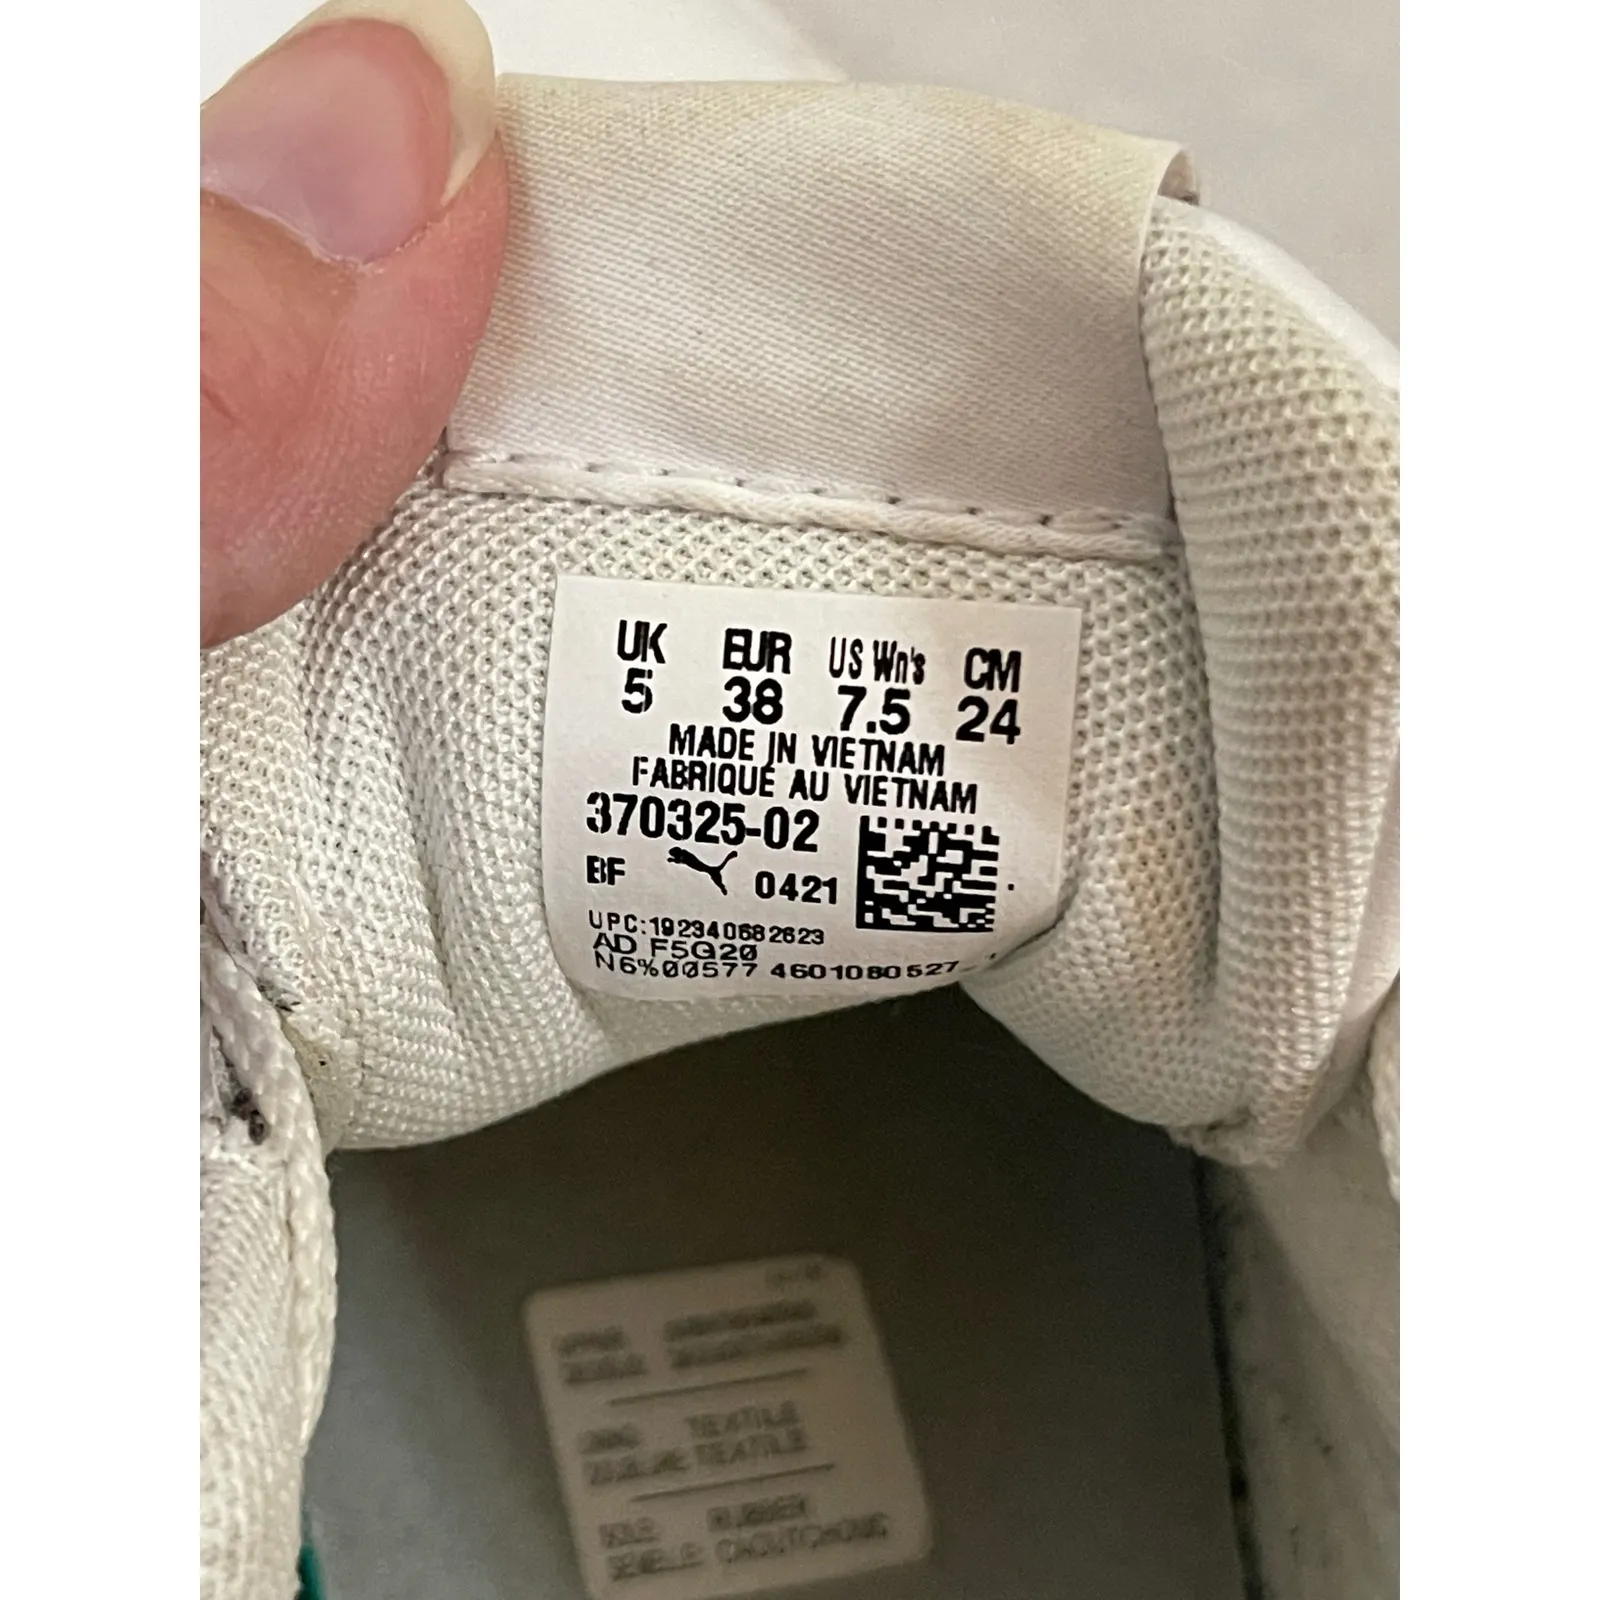 UK EUR US Wn's CM
5 38 7.5 24
MADE IN VIETNAM
FABRIQUÉ AU VIETNAM
370325-02
BF 0421
UPC:192340682623
AD F5G20
N6%00577 4601080527
TEXTILE
TEXTILE
RUBBER
SEMELLE: CAOUTCHOUC